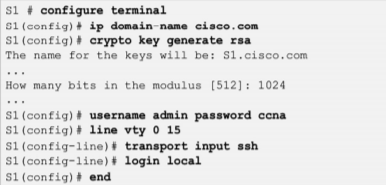 S1 # configure terminal
S1(config)# ip domain-name cisco.com
S1(config)# crypto key generate rsa
The name for the keys will be: S1.cisco.com
...
How many bits in the modulus [512]: 1024
...
S1(config)# username admin password ccna
S1(config)# line vty 0 15
S1(config-line)# transport input ssh
S1(config-line)# login local
S1(config)# end